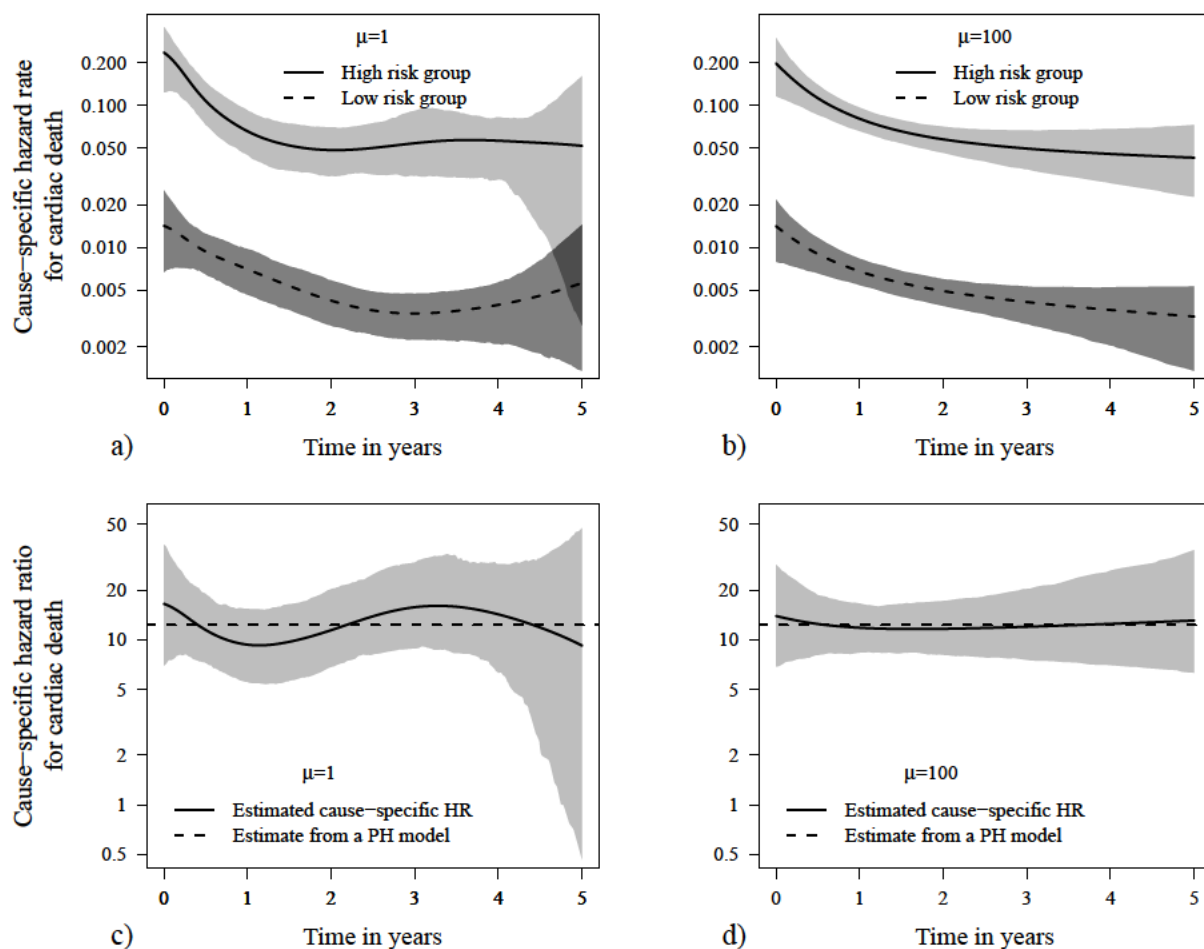 Cause−specific hazard rate
for cardiac death
0.200
0.100
0.050
0.020
0.010
0.005
0.002
μ=1
High risk group
Low risk group
0 1 2 3 4 5
a) Time in years
0.200
0.100
0.050
0.020
0.010
0.005
0.002
μ=100
High risk group
Low risk group
0 1 2 3 4 5
b) Time in years
Cause−specific hazard ratio
for cardiac death
50
20
10
5
2
1
0.5
μ=1
Estimated cause−specific HR
Estimate from a PH model
0 1 2 3 4 5
c) Time in years
50
20
10
5
2
1
0.5
μ=100
Estimated cause−specific HR
Estimate from a PH model
0 1 2 3 4 5
d) Time in years